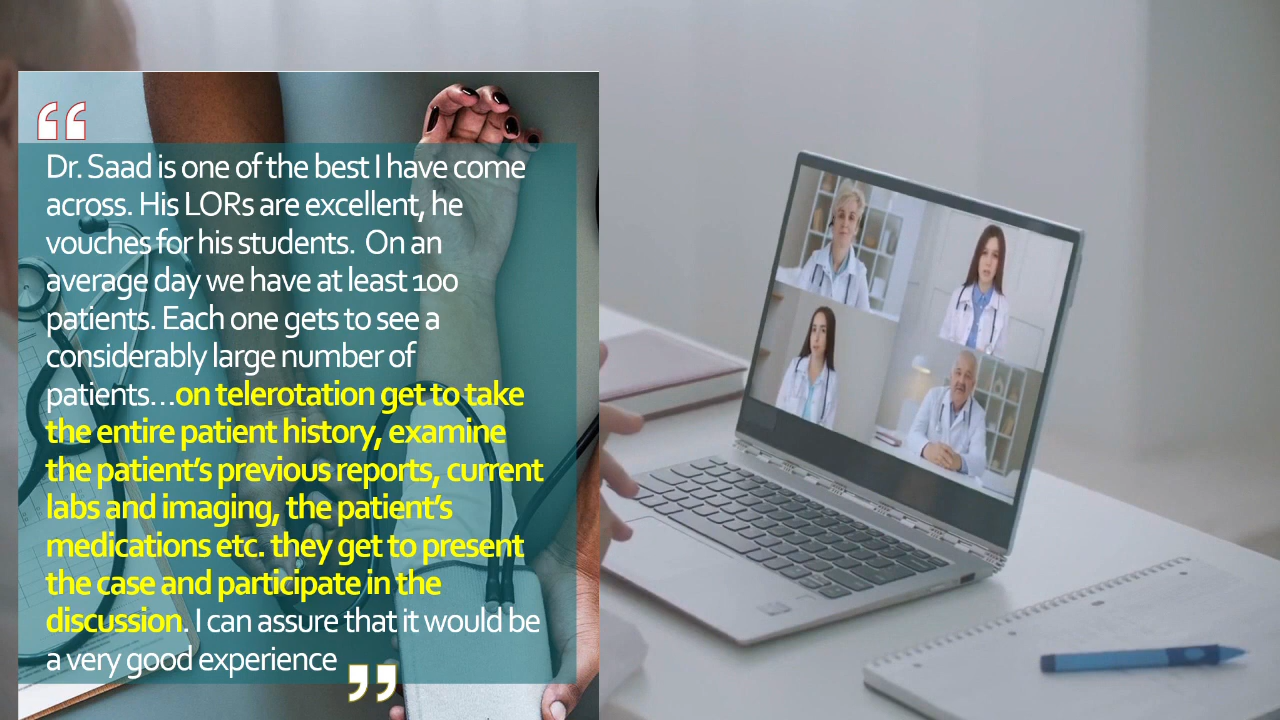 “
Dr. Saad is one of the best I have come
across. His LORs are excellent, he
vouches for his students.  On an
average day we have at least 100
patients. Each one gets to see a
considerably large number of
patients…on telerotation get to take
the entire patient history, examine
the patient’s previous reports, current
labs and imaging, the patient’s
medications etc. they get to present
the case and participate in the
discussion. I can assure that it would be
a very good experience
”